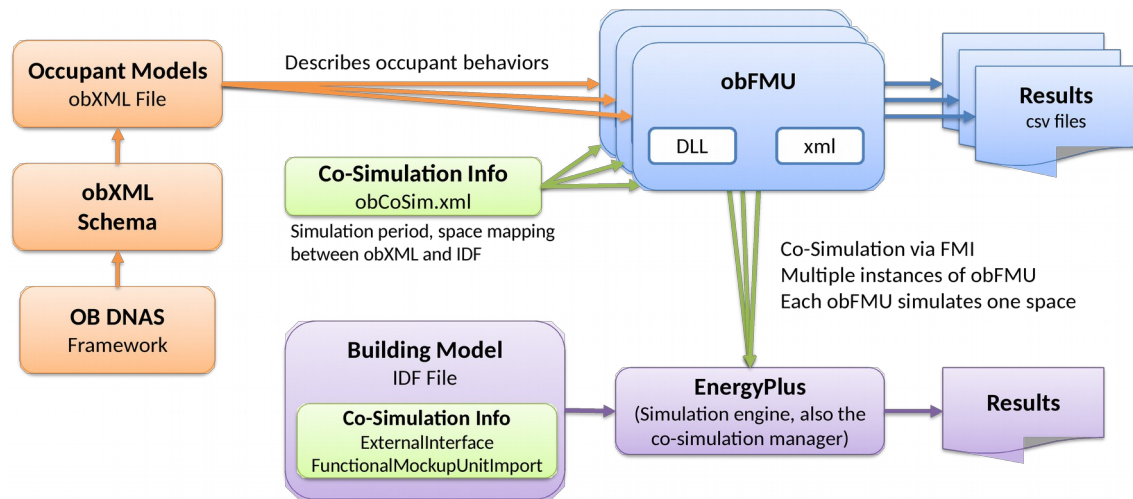 Occupant Models
obXML File
Describes occupant behaviors
obFMU
DLL
xml
Results
csv files
obXML
Schema
Co-Simulation Info
obCoSim.xml
Simulation period, space mapping
between obXML and IDF
Co-Simulation via FMI
Multiple instances of obFMU
Each obFMU simulates one space
OB DNAS
Framework
Building Model
IDF File
Co-Simulation Info
ExternalInterface
FunctionalMockupUnitImport
EnergyPlus
(Simulation engine, also the
co-simulation manager)
Results